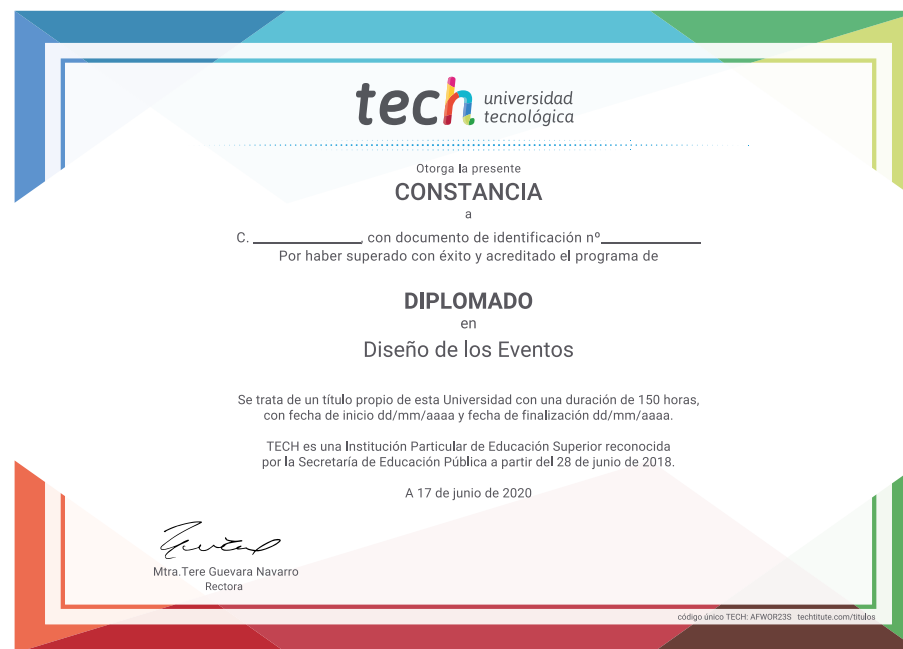 tech universidad
tecnológica
Otorga la presente
CONSTANCIA
a
C. ____________, con documento de identificación nº____________
Por haber superado con éxito y acreditado el programa de
DIPLOMADO
en
Diseño de los Eventos
Se trata de un título propio de esta Universidad con una duración de 150 horas,
con fecha de inicio dd/mm/aaaa y fecha de finalización dd/mm/aaaa.
TECH es una Institución Particular de Educación Superior reconocida
por la Secretaría de Educación Pública a partir del 28 de junio de 2018.
A 17 de junio de 2020
Mtra.Tere Guevara Navarro
Rectora
código único TECH: AFWOR23S techtitute.com/titulos